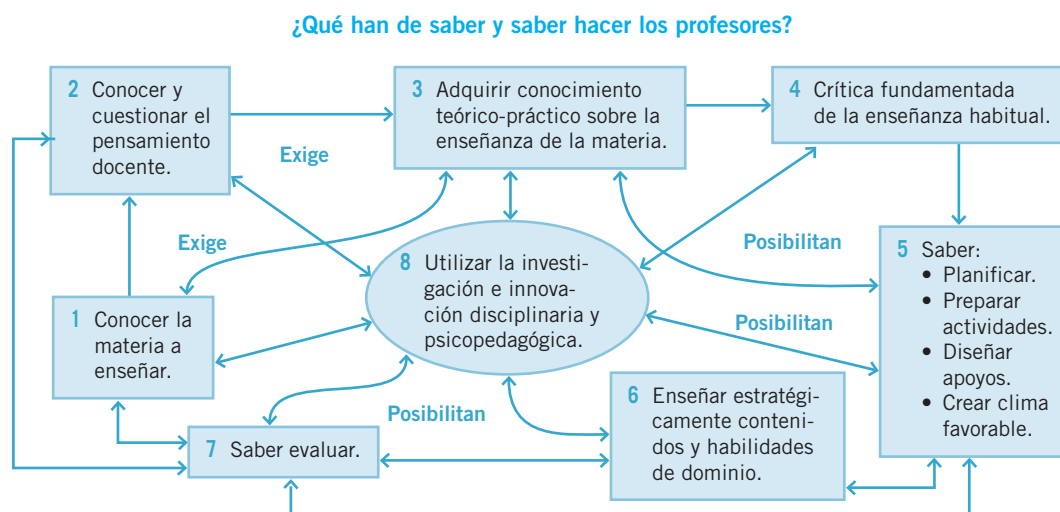 ¿Qué han de saber y saber hacer los profesores?
2 Conocer y
cuestionar el
pensamiento
docente.
3 Adquirir conocimiento
teórico-práctico sobre la
enseñanza de la materia.
4 Crítica fundamentada
de la enseñanza habitual.
Exige
Exige
Posibilitan
8 Utilizar la investi-
gación e innova-
ción disciplinaria y
psicopedagógica.
5 Saber:
• Planificar.
• Preparar
actividades.
• Diseñar
apoyos.
• Crear clima
favorable.
1 Conocer la
materia a
enseñar.
Posibilitan
Posibilitan
6 Enseñar estratégi-
camente conteni-
dos y habilidades
de dominio.
7 Saber evaluar.